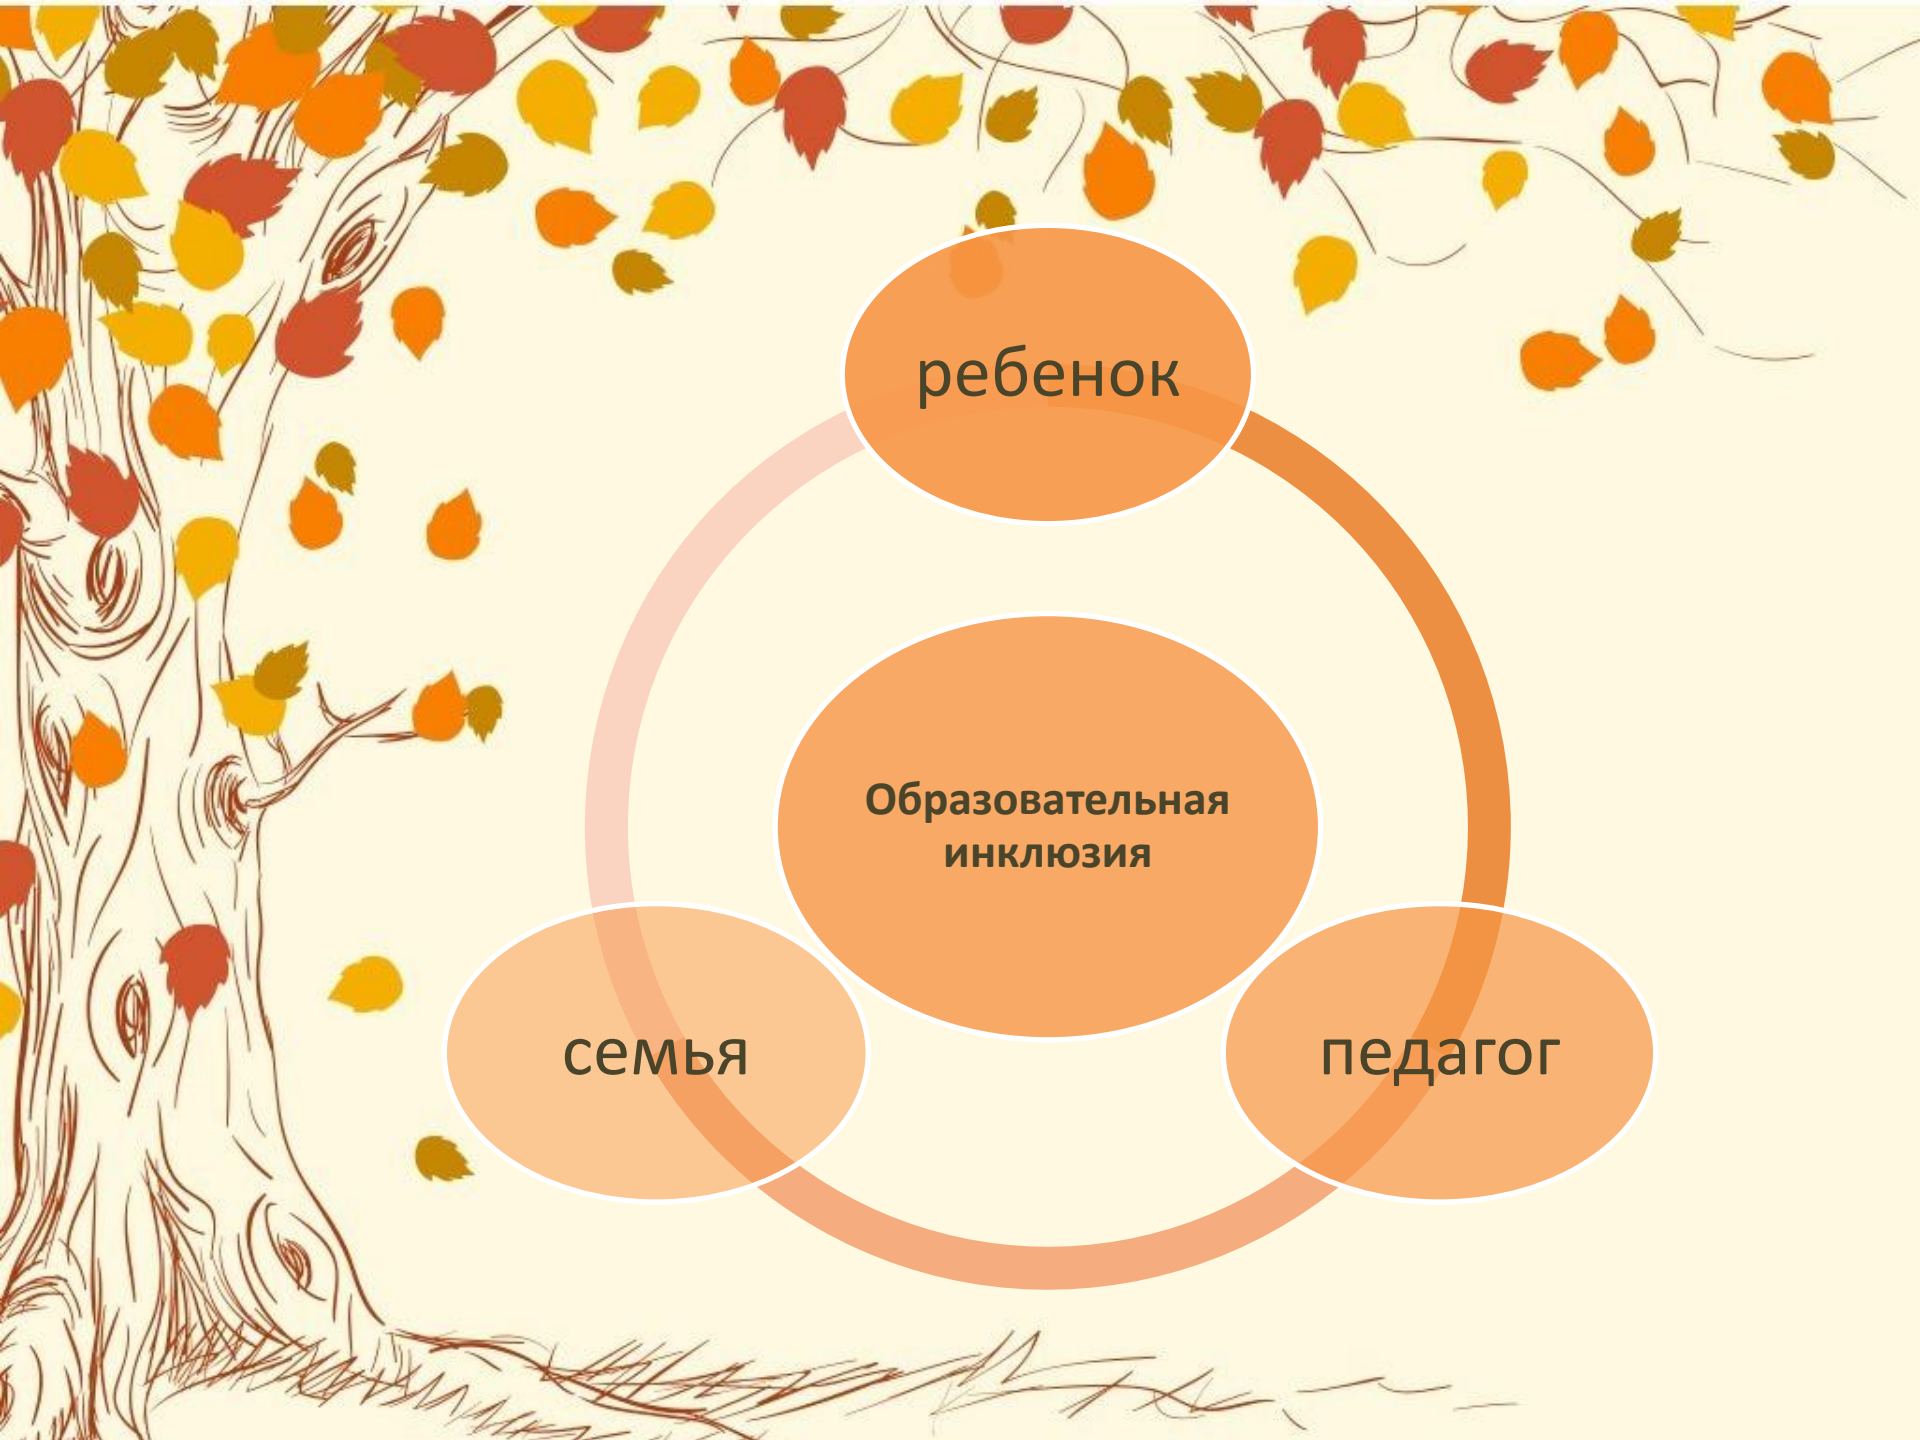 ребенок
Образовательная
инклюзия
семья
педагог